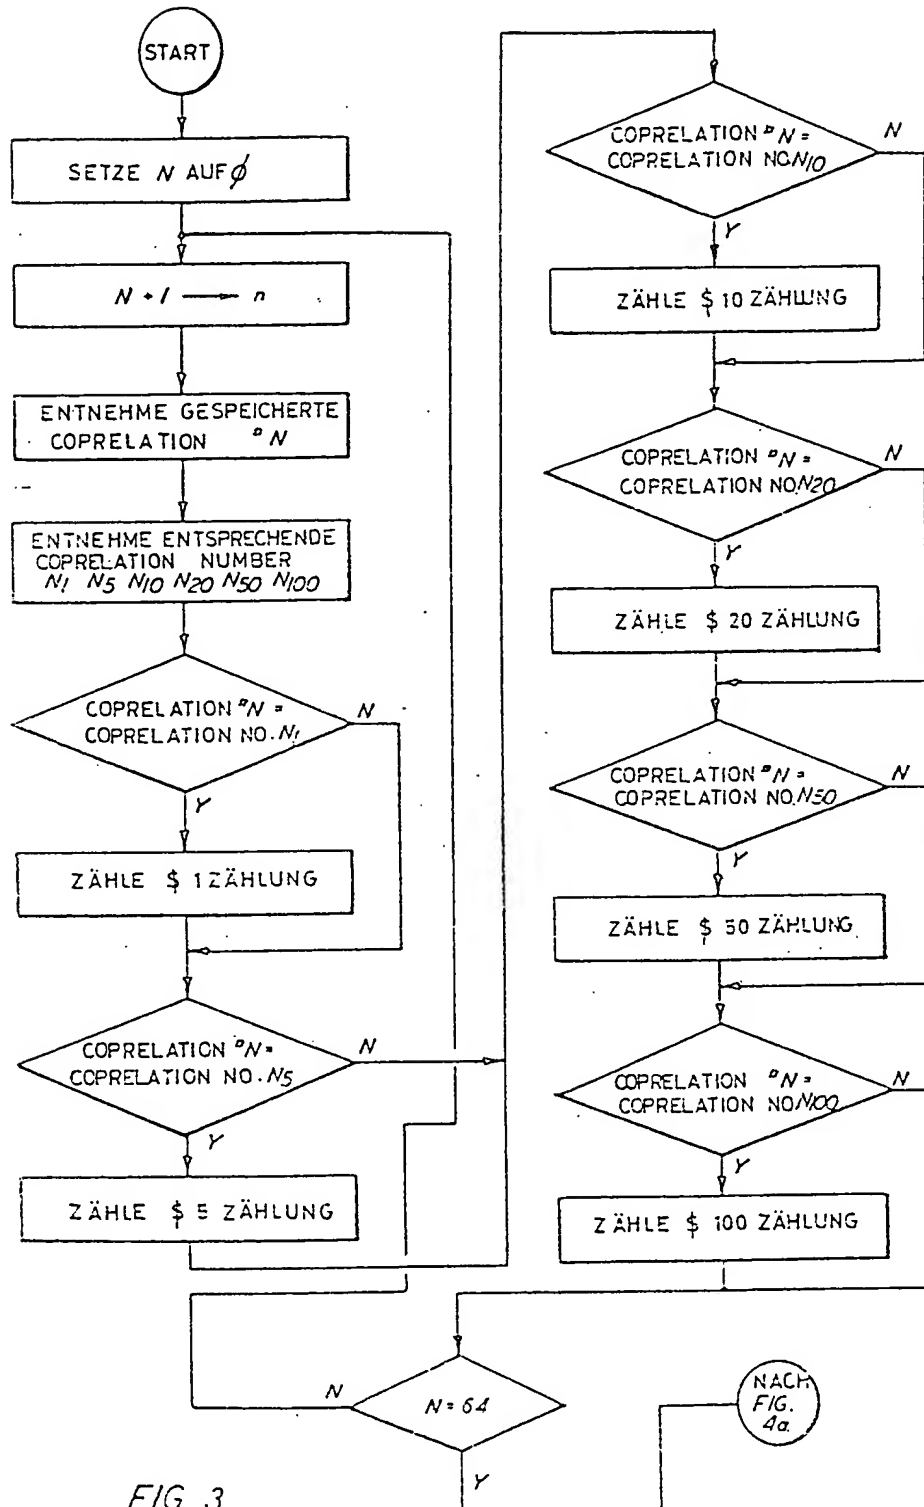 START
SETZE N AUF ϕ
N + 1 → n
ENTNEHME GESPEICHERTE
COPRELATION ¤N
ENTNEHME ENTSPRECHENDE
COPRELATION NUMBER
N1 N5 N10 N20 N50 N100
COPRELATION ¤N =
COPRELATION NO. N1
N
Y
ZÄHLE $ 1 ZÄHLUNG
COPRELATION ¤N =
COPRELATION NO. N5
N
Y
ZÄHLE $ 5 ZÄHLUNG
COPRELATION ¤N =
COPRELATION NO. N10
N
Y
ZÄHLE $ 10 ZÄHLUNG
COPRELATION ¤N =
COPRELATION NO. N20
N
Y
ZÄHLE $ 20 ZÄHLUNG
COPRELATION ¤N =
COPRELATION NO. N50
N
Y
ZÄHLE $ 50 ZÄHLUNG
COPRELATION ¤N =
COPRELATION NO. N100
N
Y
ZÄHLE $ 100 ZÄHLUNG
N = 64
N
Y
NACH
FIG.
4a.
FIG. 3